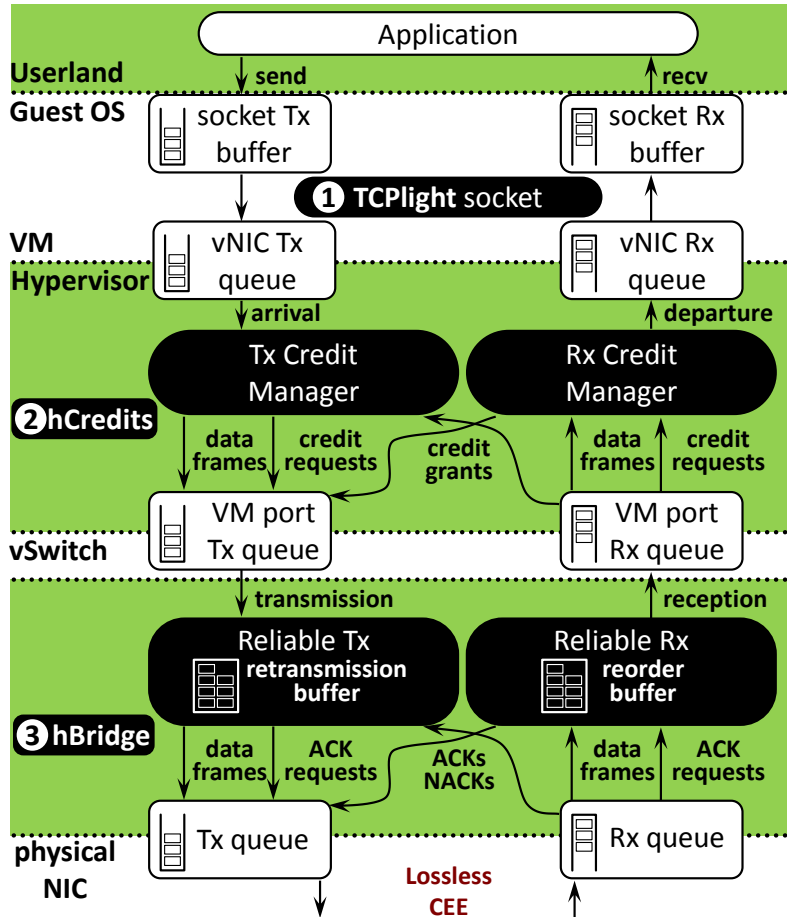 Application
Userland
send
recv
Guest OS
socket Tx
buffer
socket Rx
buffer
1 TCPlight socket
VM
vNIC Tx
queue
vNIC Rx
queue
Hypervisor
arrival
departure
Tx Credit
Manager
Rx Credit
Manager
2 hCredits
data
frames
credit
requests
credit
grants
data
frames
credit
requests
VM port
Tx queue
VM port
Rx queue
vSwitch
transmission
reception
Reliable Tx
retransmission
buffer
Reliable Rx
reorder
buffer
3 hBridge
data
frames
ACK
requests
ACKs
NACKs
data
frames
ACK
requests
Tx queue
Rx queue
physical
NIC
Lossless
CEE